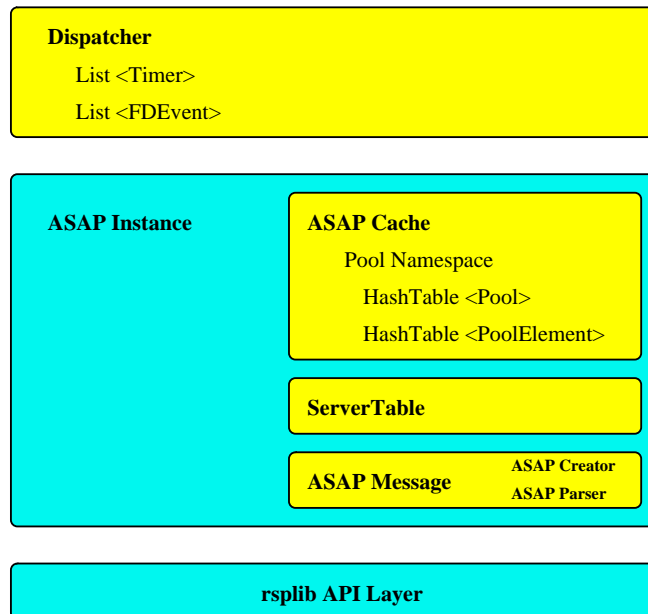 Dispatcher
List <Timer>
List <FDEvent>
ASAP Instance
ASAP Cache
Pool Namespace
HashTable <Pool>
HashTable <PoolElement>
ServerTable
ASAP Message
ASAP Creator
ASAP Parser
rsplib API Layer